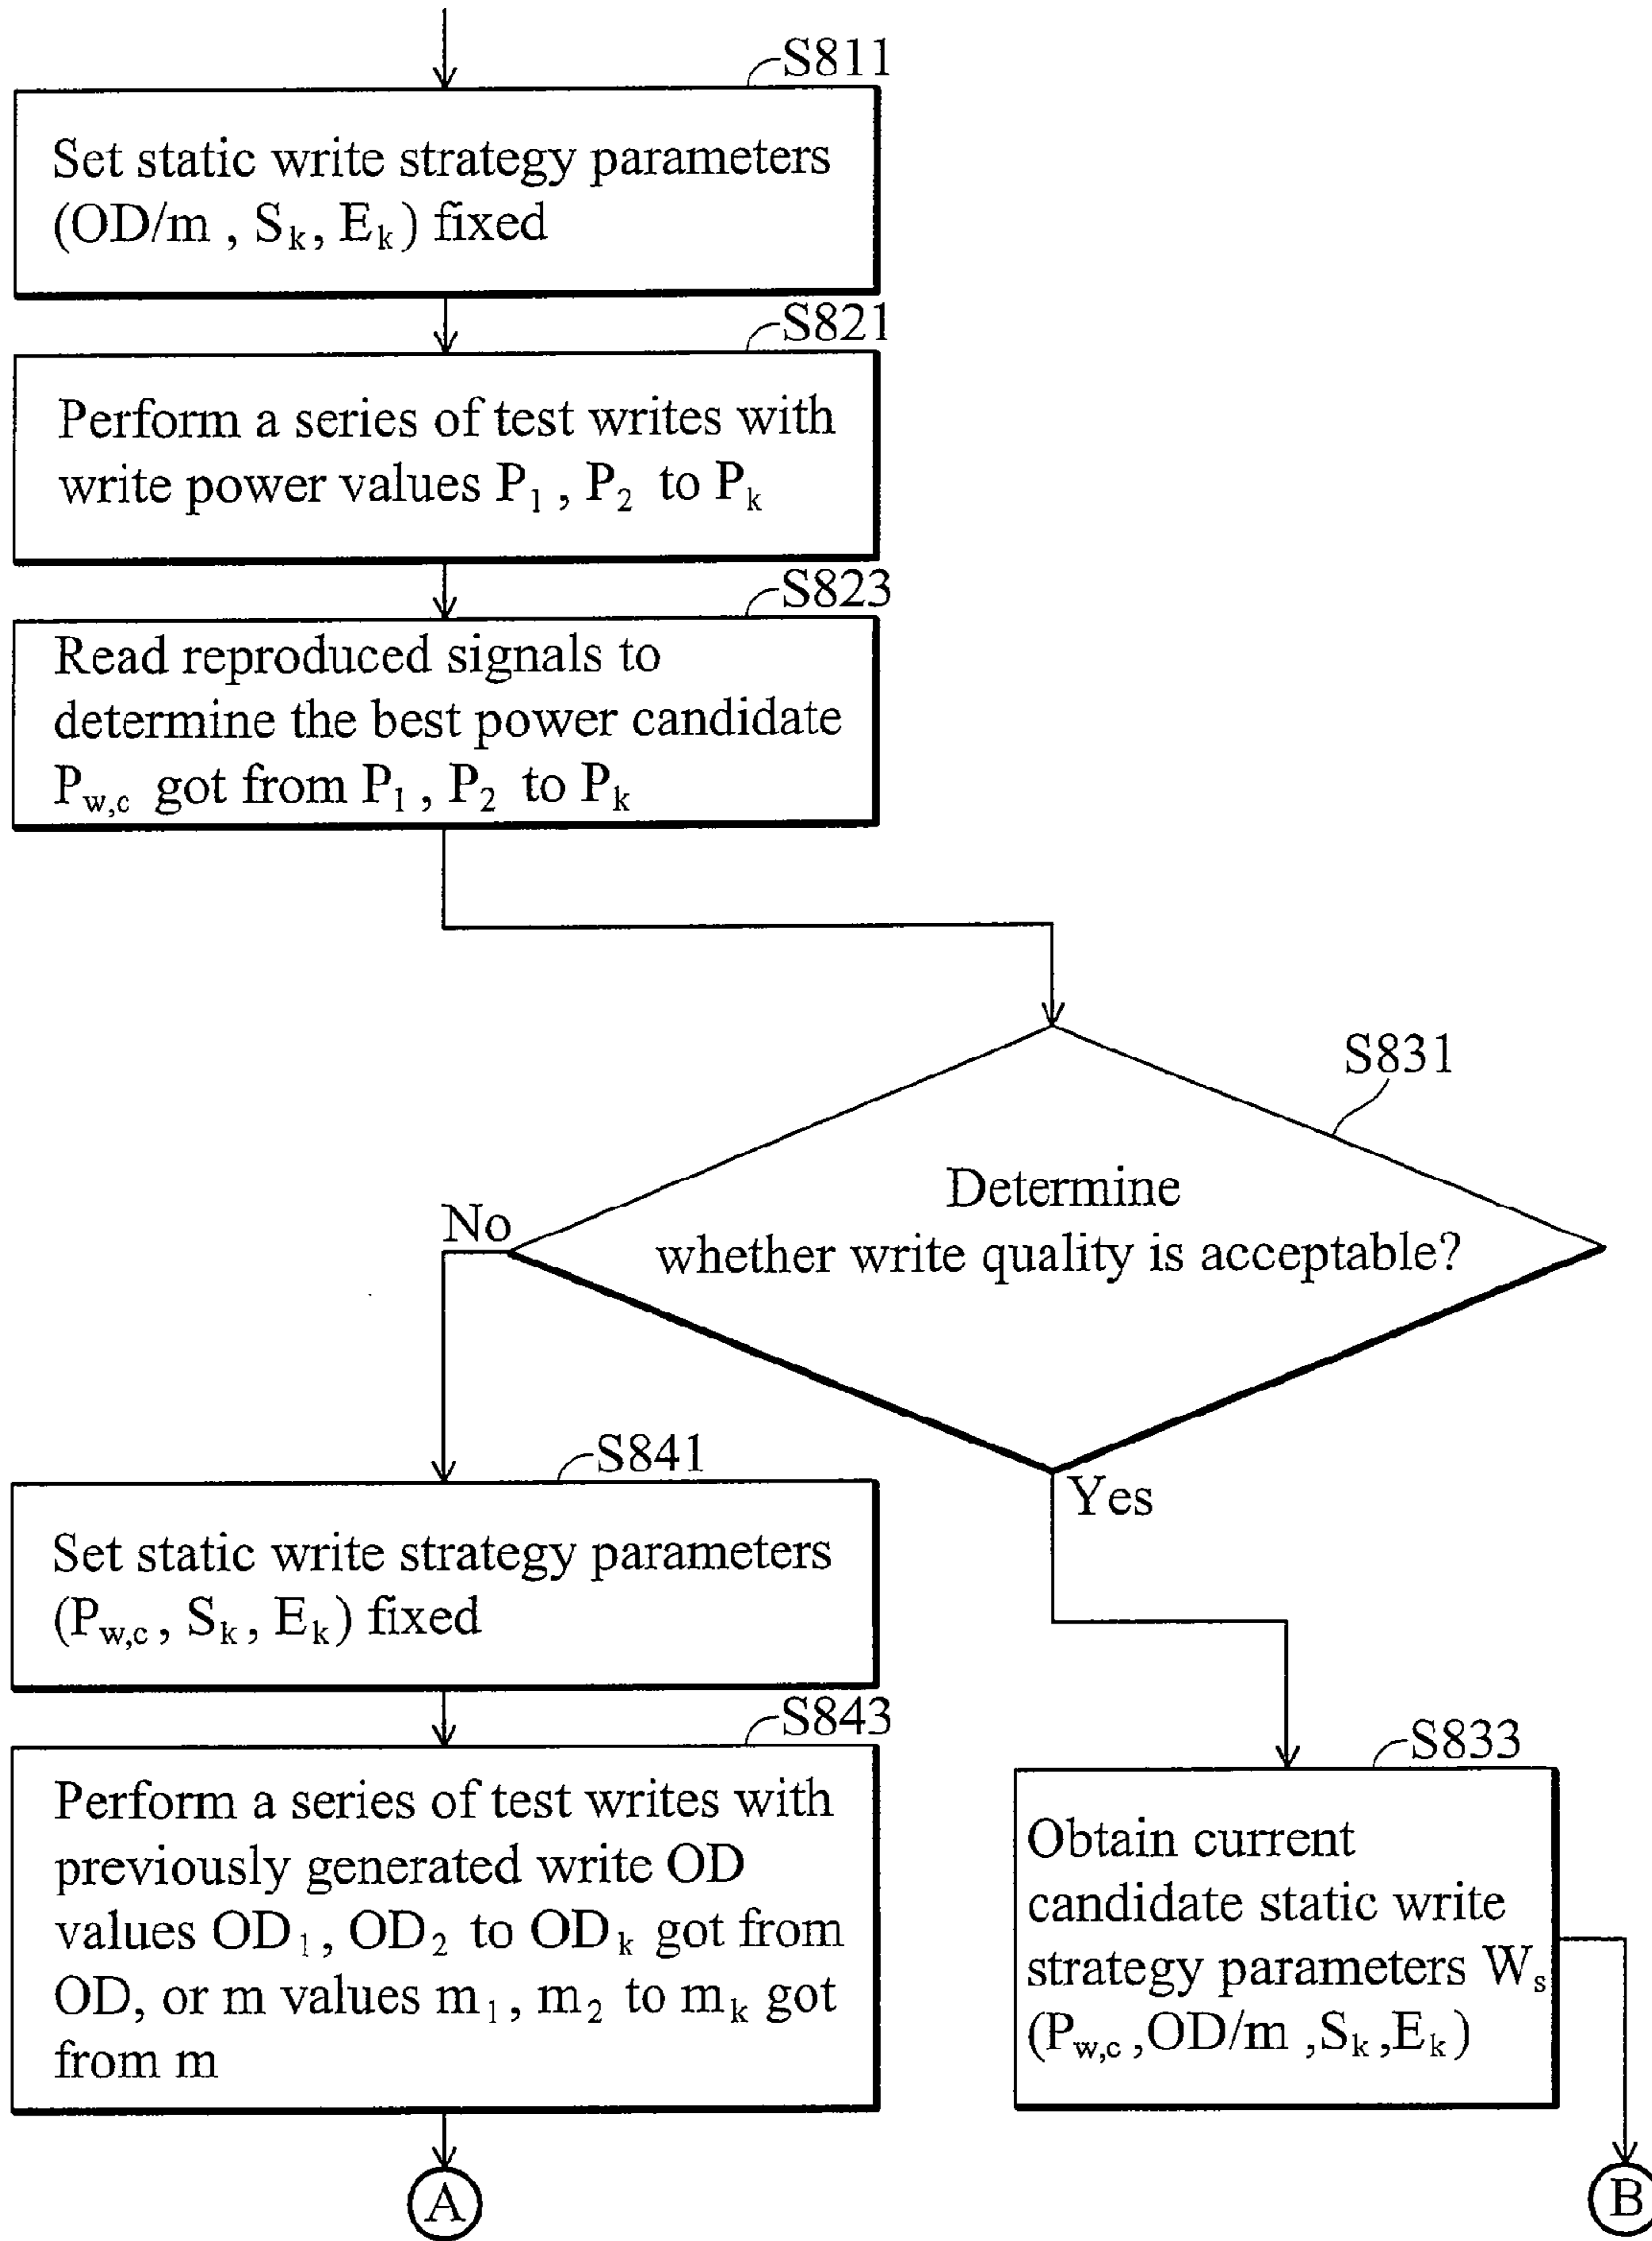 S811
Set static write strategy parameters
(OD/m , Sk, Ek) fixed
S821
Perform a series of test writes with
write power values P1 , P2 to Pk
S823
Read reproduced signals to
determine the best power candidate
Pw,c got from P1 , P2 to Pk
S831
Determine
whether write quality is acceptable?
No
Yes
S841
Set static write strategy parameters
(Pw,c , Sk , Ek) fixed
S843
Perform a series of test writes with
previously generated write OD
values OD1 , OD2 to ODk got from
OD, or m values m1 , m2 to mk got
from m
S833
Obtain current
candidate static write
strategy parameters Ws
(Pw,c ,OD/m ,Sk ,Ek)
A
B